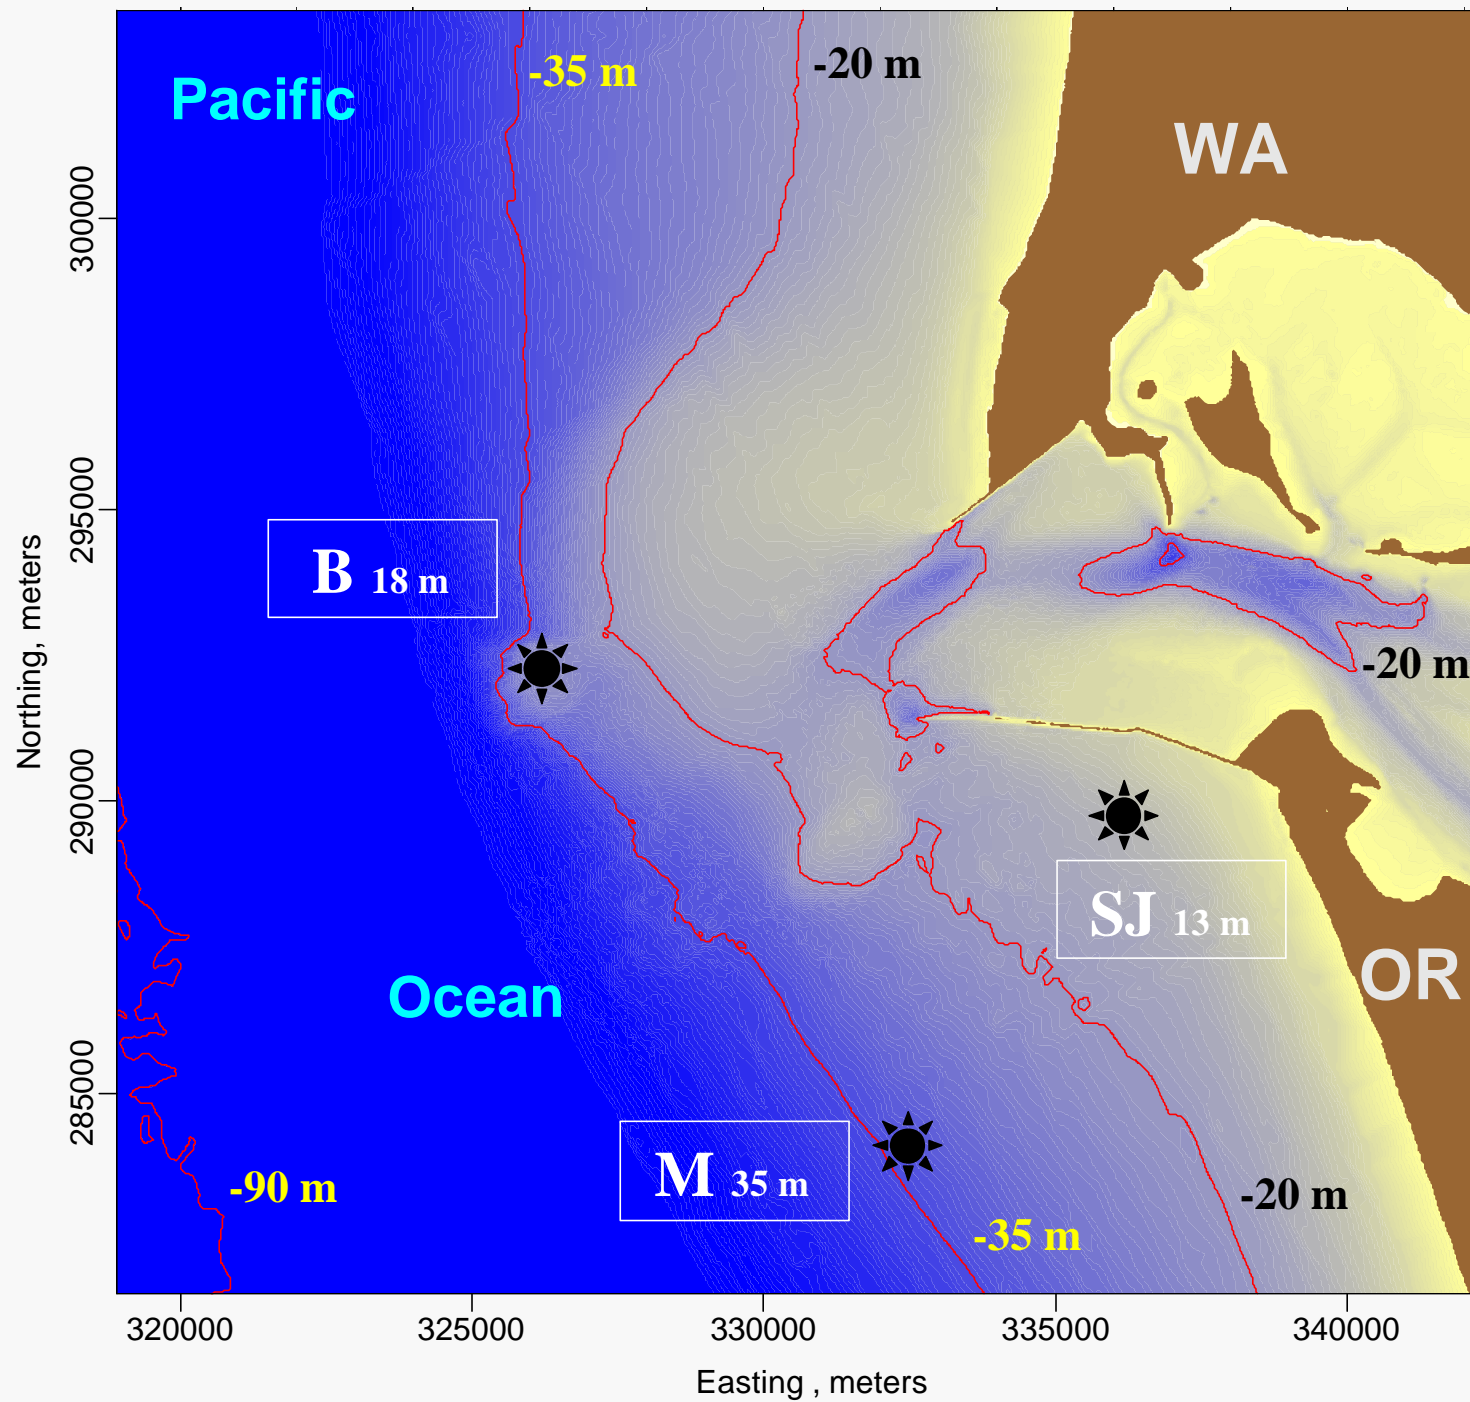 -35 m
-20 m
Pacific
WA
300000
295000
B 18 m
-20 m
290000
SJ 13 m
OR
Ocean
285000
M 35 m
-90 m
-20 m
-35 m
Northing, meters
320000
325000
330000
335000
340000
Easting , meters